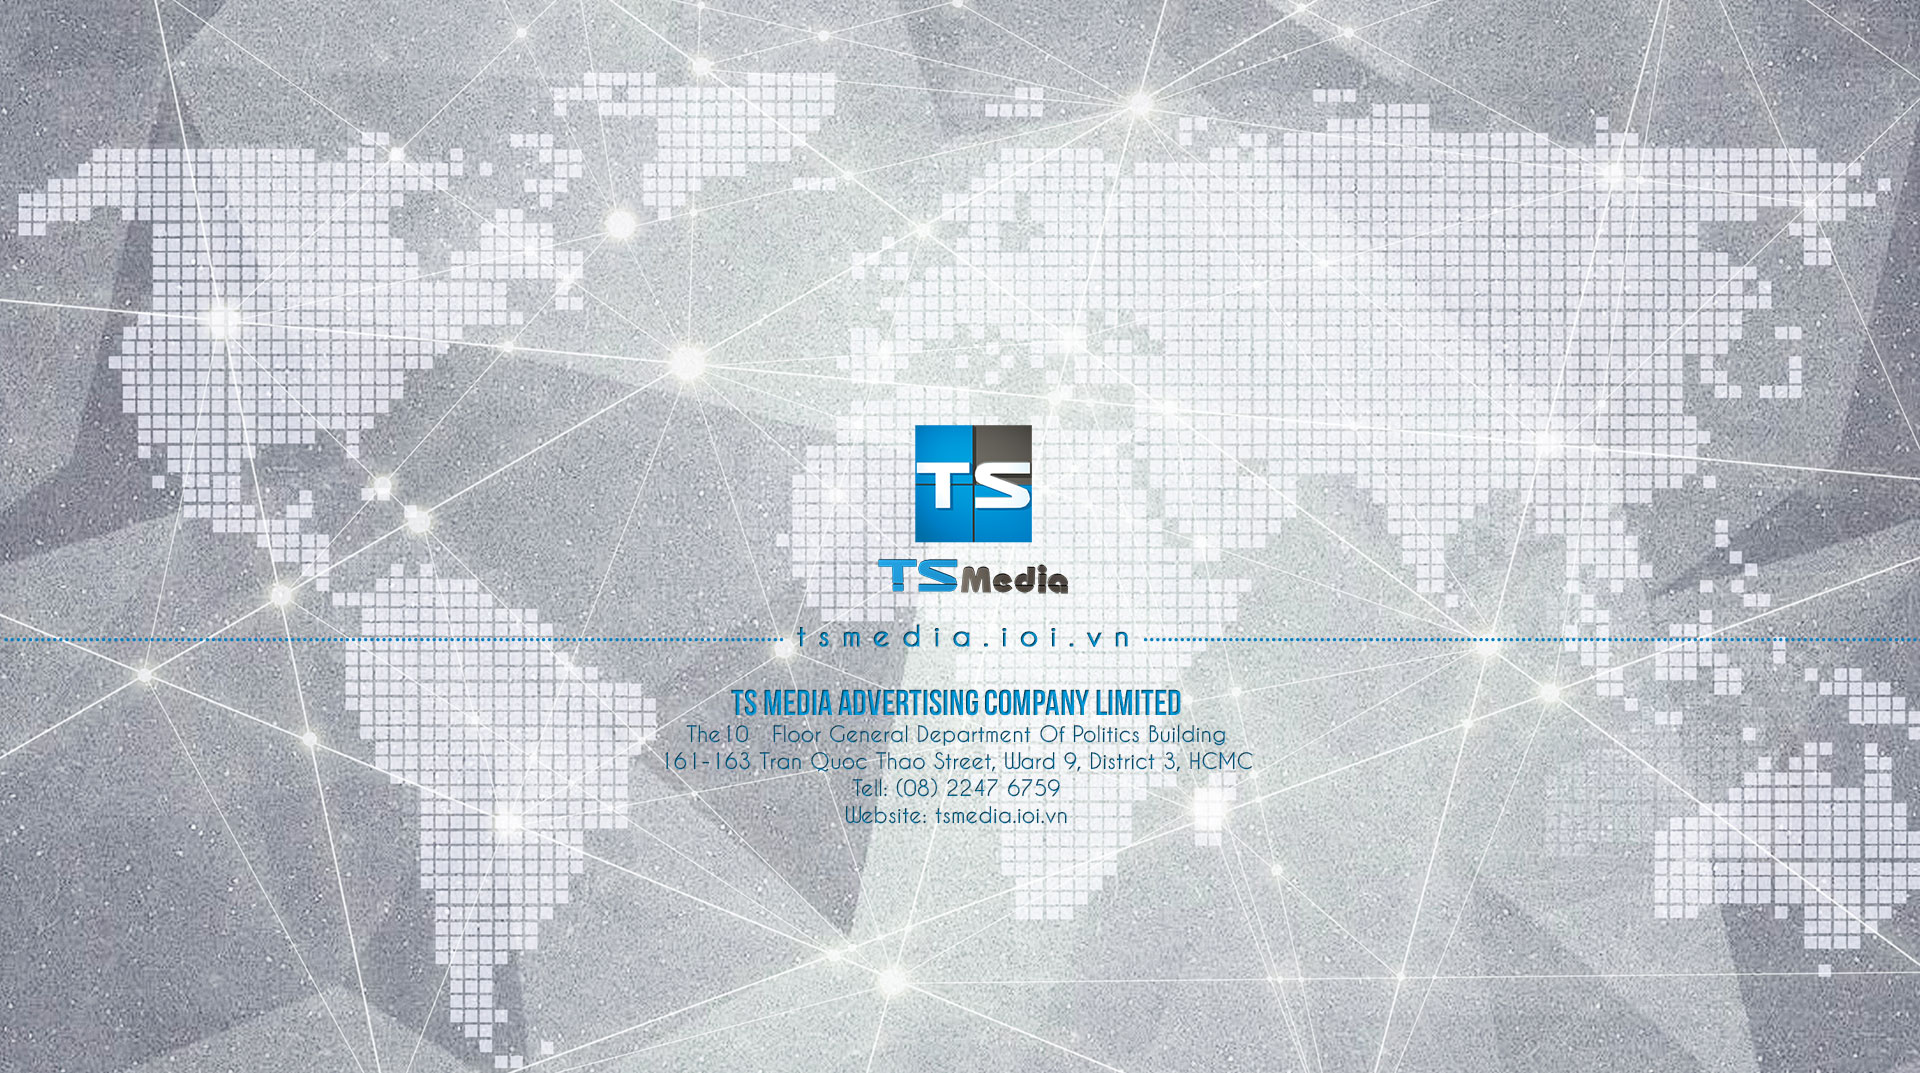 TS
TS Media
tsmedia.ioi.vn
TS MEDIA ADVERTISING COMPANY LIMITED
The10 Floor General Department Of Politics Building
161-163 Tran Quoc Thao Street, Ward 9, District 3, HCMC
Tell: (08) 2247 6759
Website: tsmedia.ioi.vn